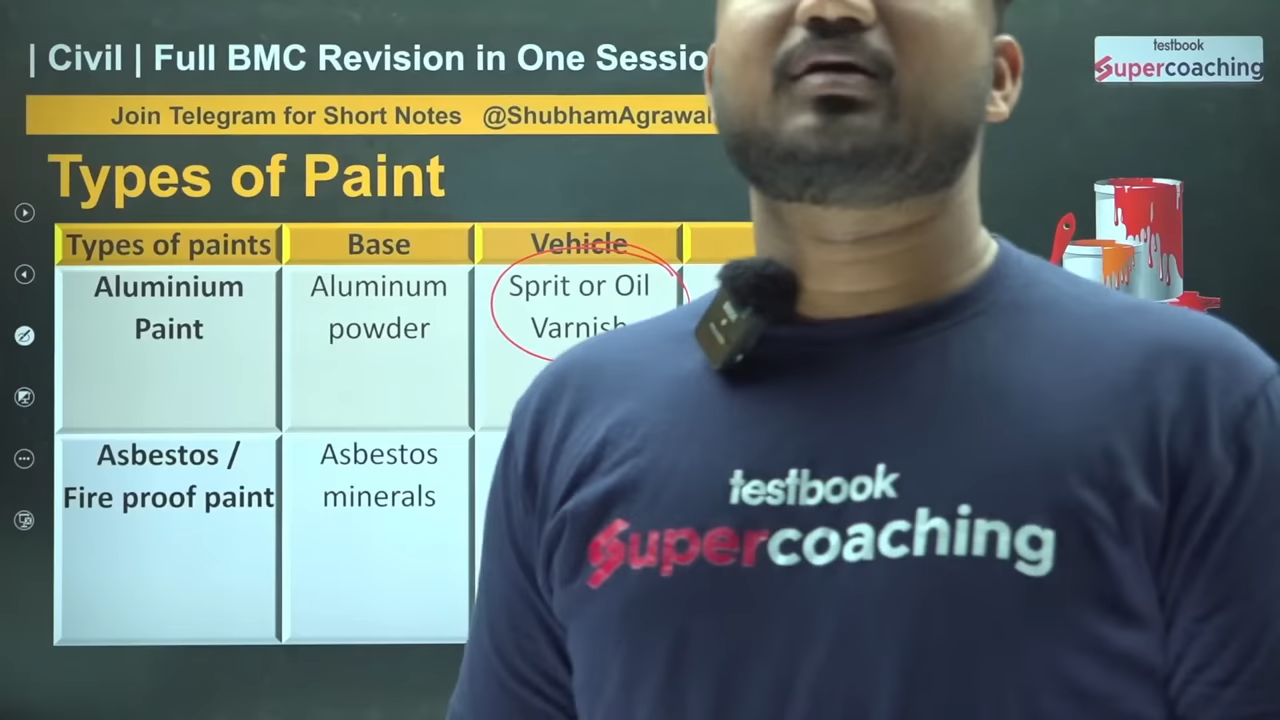 | Civil | Full BMC Revision in One Sessio
testbook
Supercoaching
Join Telegram for Short Notes @ShubhamAgrawal
Types of Paint
Types of paints Base Vehicle
Aluminium Aluminum Sprit or Oil
Paint powder Varnish
Asbestos / Asbestos
Fire proof paint minerals
testbook
Supercoaching